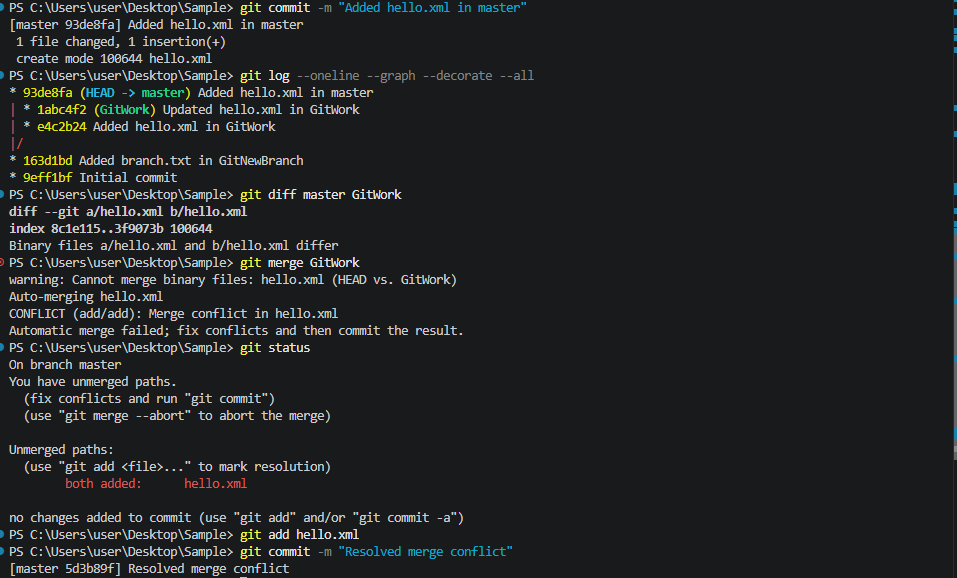 PS C:\Users\user\Desktop\Sample> git commit -m "Added hello.xml in master"
[master 93de8fa] Added hello.xml in master
 1 file changed, 1 insertion(+)
 create mode 100644 hello.xml
PS C:\Users\user\Desktop\Sample> git log --oneline --graph --decorate --all
* 93de8fa (HEAD -> master) Added hello.xml in master
| * 1abc4f2 (GitWork) Updated hello.xml in GitWork
| * e4c2b24 Added hello.xml in GitWork
|/
* 163d1bd Added branch.txt in GitNewBranch
* 9eff1bf Initial commit
PS C:\Users\user\Desktop\Sample> git diff master GitWork
diff --git a/hello.xml b/hello.xml
index 8c1e115..3f9073b 100644
Binary files a/hello.xml and b/hello.xml differ
PS C:\Users\user\Desktop\Sample> git merge GitWork
warning: Cannot merge binary files: hello.xml (HEAD vs. GitWork)
Auto-merging hello.xml
CONFLICT (add/add): Merge conflict in hello.xml
Automatic merge failed; fix conflicts and then commit the result.
PS C:\Users\user\Desktop\Sample> git status
On branch master
You have unmerged paths.
  (fix conflicts and run "git commit")
  (use "git merge --abort" to abort the merge)

Unmerged paths:
  (use "git add <file>..." to mark resolution)
        both added:      hello.xml

no changes added to commit (use "git add" and/or "git commit -a")
PS C:\Users\user\Desktop\Sample> git add hello.xml
PS C:\Users\user\Desktop\Sample> git commit -m "Resolved merge conflict"
[master 5d3b89f] Resolved merge conflict